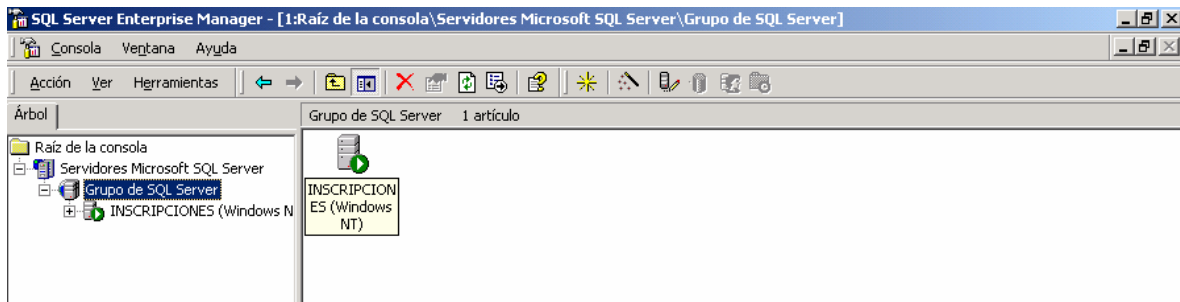 SQL Server Enterprise Manager - [1:Raíz de la consola\Servidores Microsoft SQL Server\Grupo de SQL Server]
Consola Ventana Ayuda
Acción Ver Herramientas
Árbol
Grupo de SQL Server 1 artículo
Raíz de la consola
Servidores Microsoft SQL Server
Grupo de SQL Server
INSCRIPCIONES (Windows N
INSCRIPCION
ES (Windows
NT)